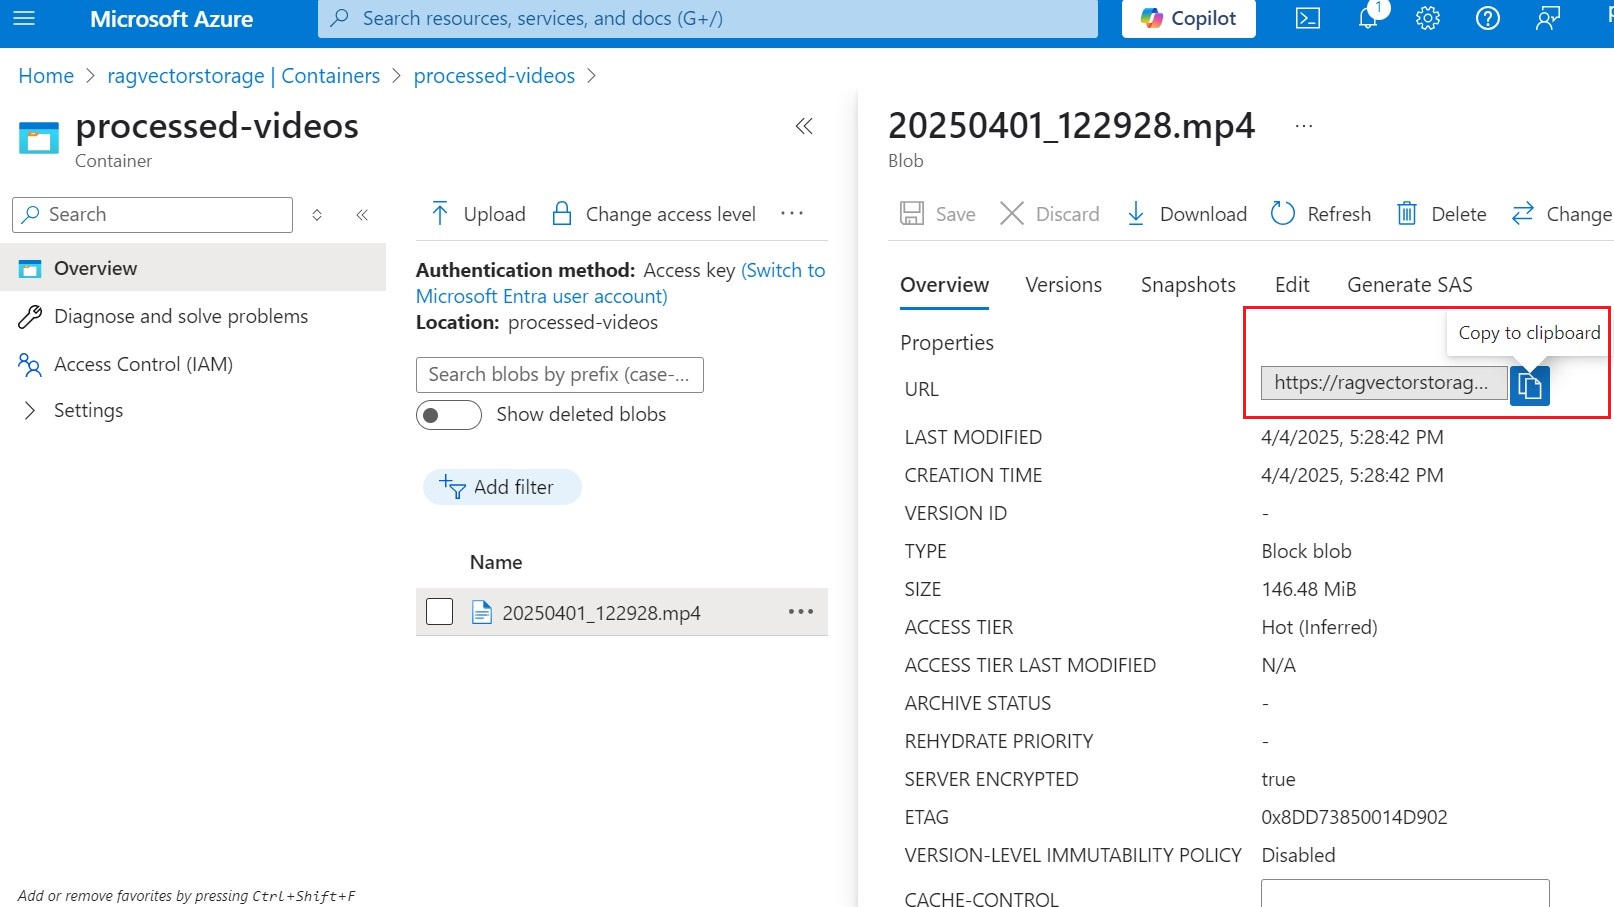 Microsoft Azure
Search resources, services, and docs (G+/)
Copilot
1
Home > ragvectorstorage | Containers > processed-videos >
processed-videos
Container
Search
Overview
Diagnose and solve problems
Access Control (IAM)
Settings
Add or remove favorites by pressing Ctrl+Shift+F
Upload
Change access level
Authentication method: Access key (Switch to
Microsoft Entra user account)
Location: processed-videos
Search blobs by prefix (case-...
Show deleted blobs
Add filter
Name
20250401_122928.mp4
20250401_122928.mp4
Blob
Save Discard Download Refresh Delete Change
Overview Versions Snapshots Edit Generate SAS
Properties
Copy to clipboard
URL https://ragvectorstorag...
LAST MODIFIED 4/4/2025, 5:28:42 PM
CREATION TIME 4/4/2025, 5:28:42 PM
VERSION ID -
TYPE Block blob
SIZE 146.48 MiB
ACCESS TIER Hot (Inferred)
ACCESS TIER LAST MODIFIED N/A
ARCHIVE STATUS -
REHYDRATE PRIORITY -
SERVER ENCRYPTED true
ETAG 0x8DD73850014D902
VERSION-LEVEL IMMUTABILITY POLICY Disabled
CACHE-CONTROL